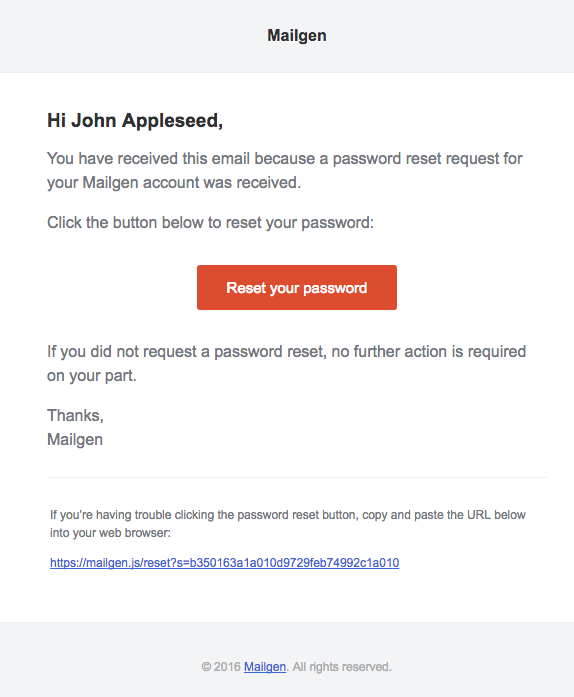 Mailgen
Hi John Appleseed,
You have received this email because a password reset request for
your Mailgen account was received.
Click the button below to reset your password:
Reset your password
If you did not request a password reset, no further action is required
on your part.
Thanks,
Mailgen
If you’re having trouble clicking the password reset button, copy and paste the URL below
into your web browser:
https://mailgen.js/reset?s=b350163a1a010d9729feb74992c1a010
© 2016 Mailgen. All rights reserved.